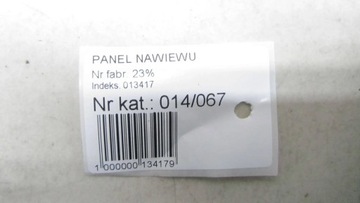 PANEL NAWIEWU
Nr fabr. 23%
Indeks. 013417
Nr kat.: 014/067
1 000000 134179